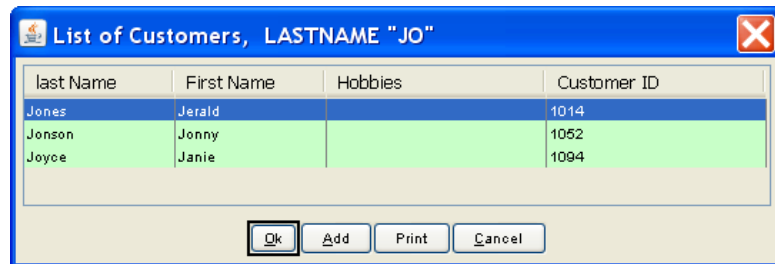 List of Customers, LASTNAME "JO"
last Name First Name Hobbies Customer ID
Jones Jerald 1014
Jonson Jonny 1052
Joyce Janie 1094
Ok Add Print Cancel